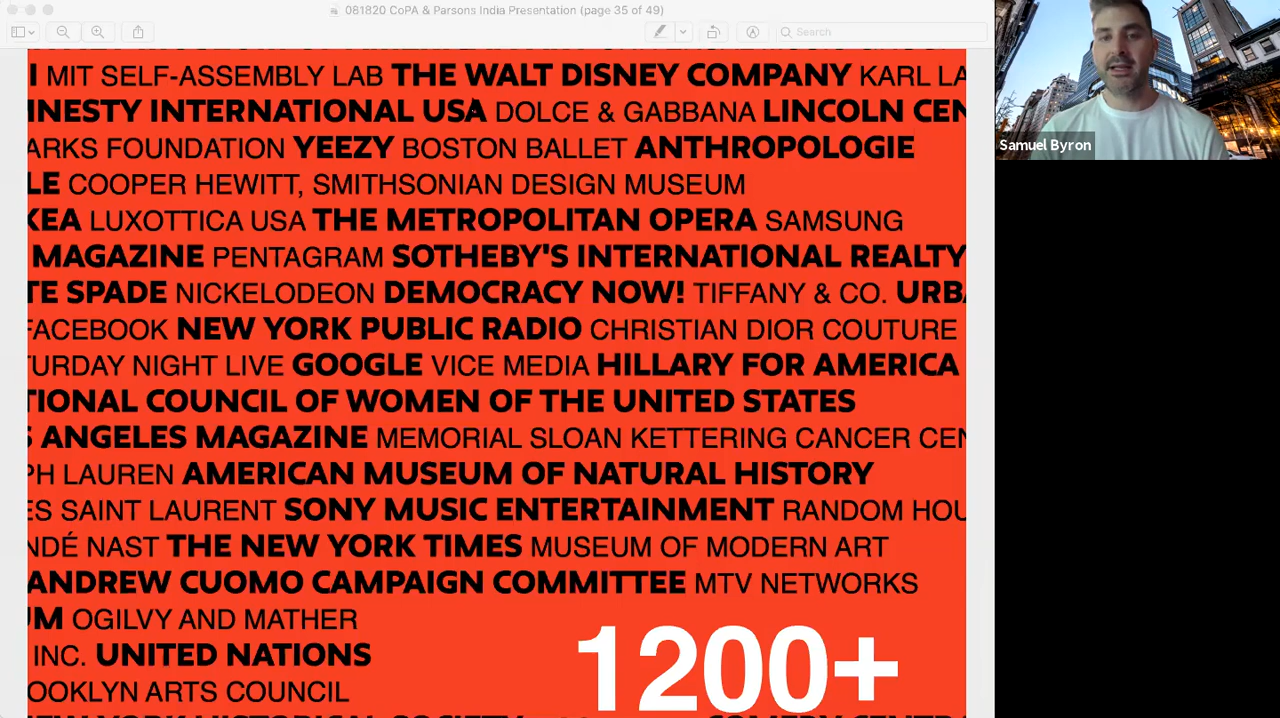 081820 CoPA & Parsons India Presentation (page 35 of 49)
Search
Samuel Byron
I MIT SELF-ASSEMBLY LAB THE WALT DISNEY COMPANY KARL LA
MNESTY INTERNATIONAL USA DOLCE & GABBANA LINCOLN CEN
ARKS FOUNDATION YEEZY BOSTON BALLET ANTHROPOLOGIE
LE COOPER HEWITT, SMITHSONIAN DESIGN MUSEUM
KEA LUXOTTICA USA THE METROPOLITAN OPERA SAMSUNG
MAGAZINE PENTAGRAM SOTHEBY'S INTERNATIONAL REALTY
TE SPADE NICKELODEON DEMOCRACY NOW! TIFFANY & CO. URBA
FACEBOOK NEW YORK PUBLIC RADIO CHRISTIAN DIOR COUTURE
TURDAY NIGHT LIVE GOOGLE VICE MEDIA HILLARY FOR AMERICA
TIONAL COUNCIL OF WOMEN OF THE UNITED STATES
S ANGELES MAGAZINE MEMORIAL SLOAN KETTERING CANCER CEN
PH LAUREN AMERICAN MUSEUM OF NATURAL HISTORY
ES SAINT LAURENT SONY MUSIC ENTERTAINMENT RANDOM HOU
NDÉ NAST THE NEW YORK TIMES MUSEUM OF MODERN ART
ANDREW CUOMO CAMPAIGN COMMITTEE MTV NETWORKS
UM OGILVY AND MATHER
INC. UNITED NATIONS
1200+
OOKLYN ARTS COUNCIL